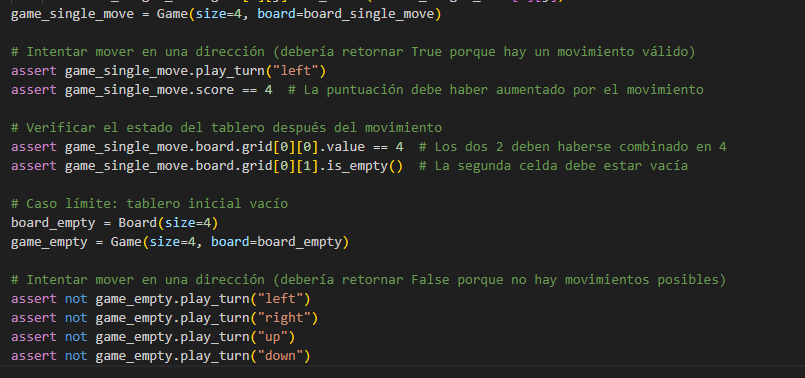 game_single_move = Game(size=4, board=board_single_move)
# Intentar mover en una dirección (debería retornar True porque hay un movimiento válido)
assert game_single_move.play_turn("left")
assert game_single_move.score == 4  # La puntuación debe haber aumentado por el movimiento
# Verificar el estado del tablero después del movimiento
assert game_single_move.board.grid[0][0].value == 4  # Los dos 2 deben haberse combinado en 4
assert game_single_move.board.grid[0][1].is_empty()  # La segunda celda debe estar vacía
# Caso límite: tablero inicial vacío
board_empty = Board(size=4)
game_empty = Game(size=4, board=board_empty)
# Intentar mover en una dirección (debería retornar False porque no hay movimientos posibles)
assert not game_empty.play_turn("left")
assert not game_empty.play_turn("right")
assert not game_empty.play_turn("up")
assert not game_empty.play_turn("down")